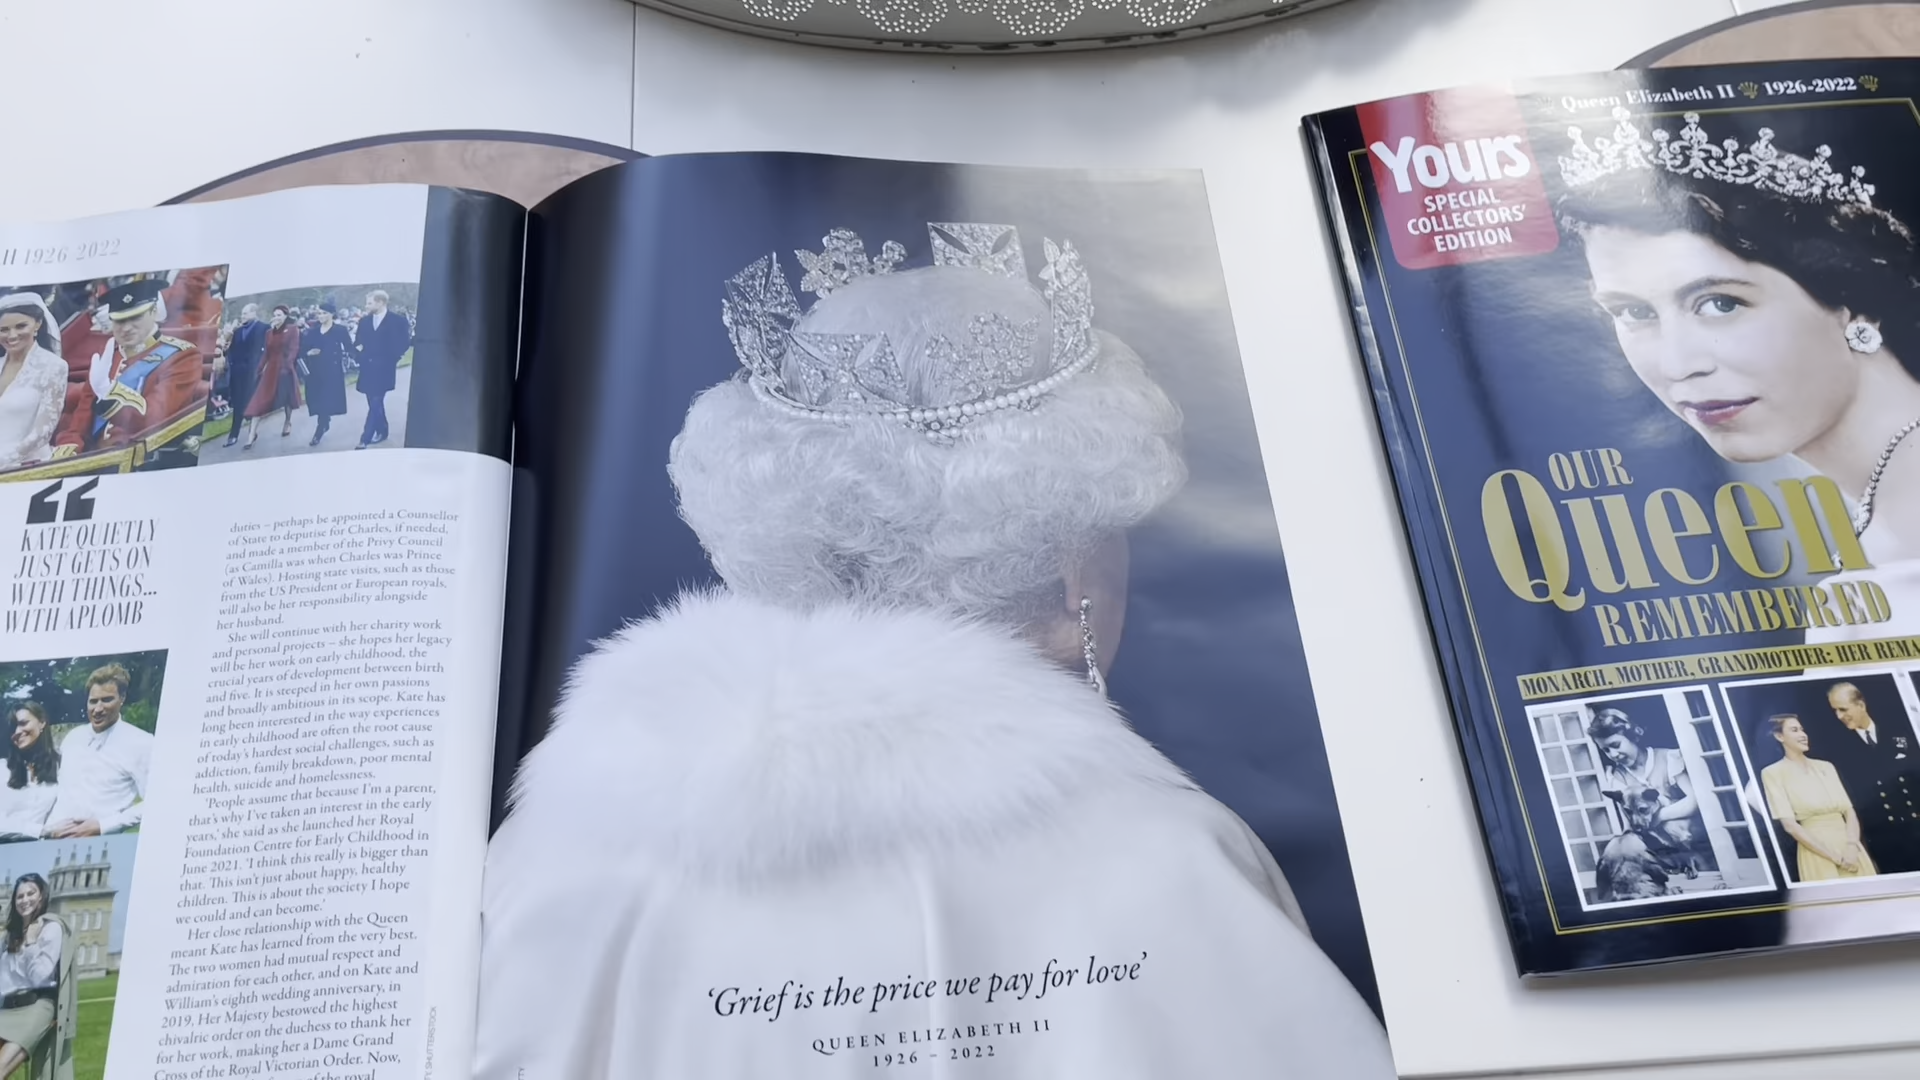 II 1926 2022
“
KATE QUIETLY
JUST GETS ON
WITH THINGS...
WITH APLOMB
duties – perhaps be appointed a Counsellor
of State to deputise for Charles, if needed,
and made a member of the Privy Council
(as Camilla was when Charles was Prince
of Wales). Hosting state visits, such as those
from the US President or European royals,
will also be her responsibility alongside
her husband.
She will continue with her charity work
and personal projects – she hopes her legacy
will be her work on early childhood, the
crucial years of development between birth
and five. It is steeped in her own passions
and broadly ambitious in its scope. Kate has
long been interested in the way experiences
in early childhood are often the root cause
of today's hardest social challenges, such as
addiction, family breakdown, poor mental
health, suicide and homelessness.
'People assume that because I'm a parent,
that's why I've taken an interest in the early
years,' she said as she launched her Royal
Foundation Centre for Early Childhood in
June 2021. 'I think this really is bigger than
that. This isn't just about happy, healthy
children. This is about the society I hope
we could and can become.'
Her close relationship with the Queen
meant Kate has learned from the very best.
The two women had mutual respect and
admiration for each other, and on Kate and
William's eighth wedding anniversary, in
2019, Her Majesty bestowed the highest
chivalric order on the duchess to thank her
for her work, making her a Dame Grand
Cross of the Royal Victorian Order. Now,
of the royal
SHUTTERSTOCK
'Grief is the price we pay for love'
QUEEN ELIZABETH II
1926 – 2022
Queen Elizabeth II 1926-2022
Yours
SPECIAL
COLLECTORS'
EDITION
OUR
Queen
REMEMBERED
MONARCH, MOTHER, GRANDMOTHER: HER